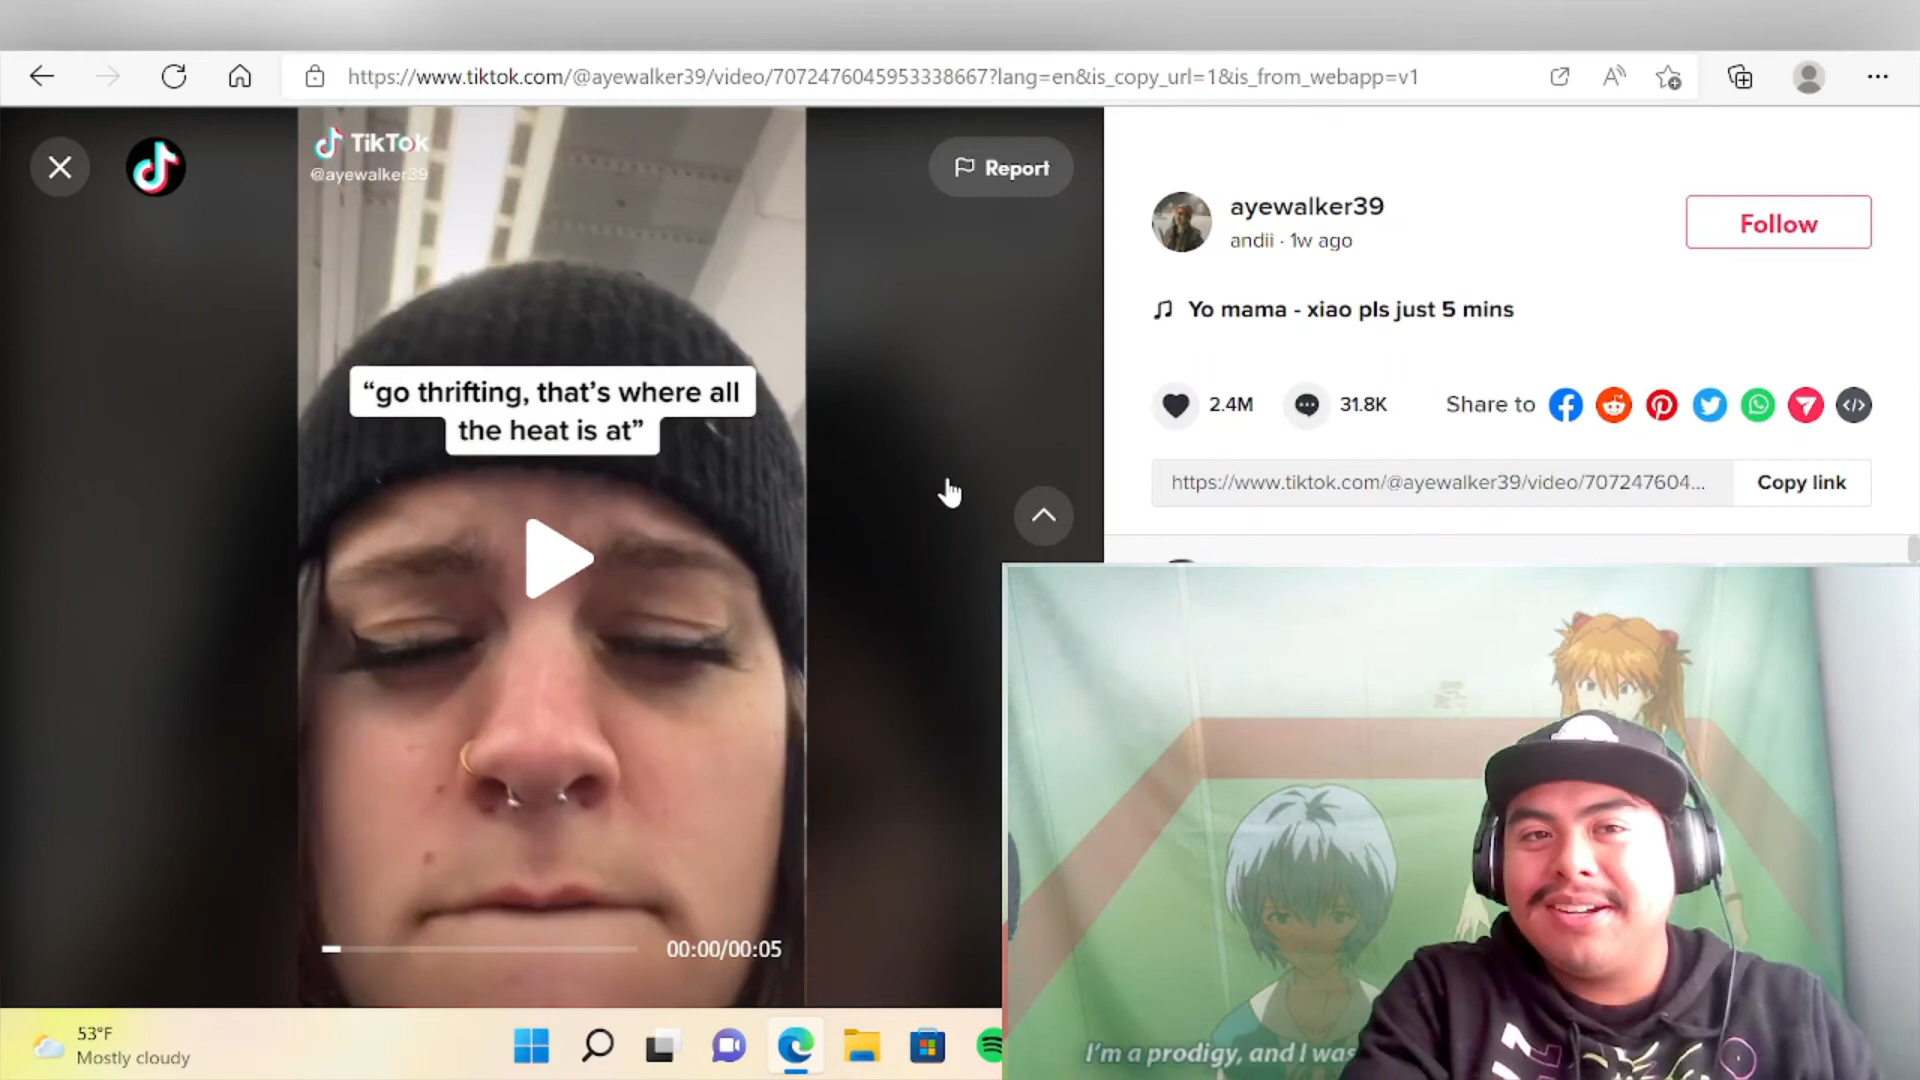 https://www.tiktok.com/@ayewalker39/video/7072476045953338667?lang=en&is_copy_url=1&is_from_webapp=v1
TikTok
@ayewalker39
Report
“go thrifting, that’s where all
the heat is at”
00:00/00:05
ayewalker39
andii · 1w ago
Follow
Yo mama - xiao pls just 5 mins
2.4M
31.8K
Share to
https://www.tiktok.com/@ayewalker39/video/707247604...
Copy link
I'm a prodigy, and I was
53°F
Mostly cloudy